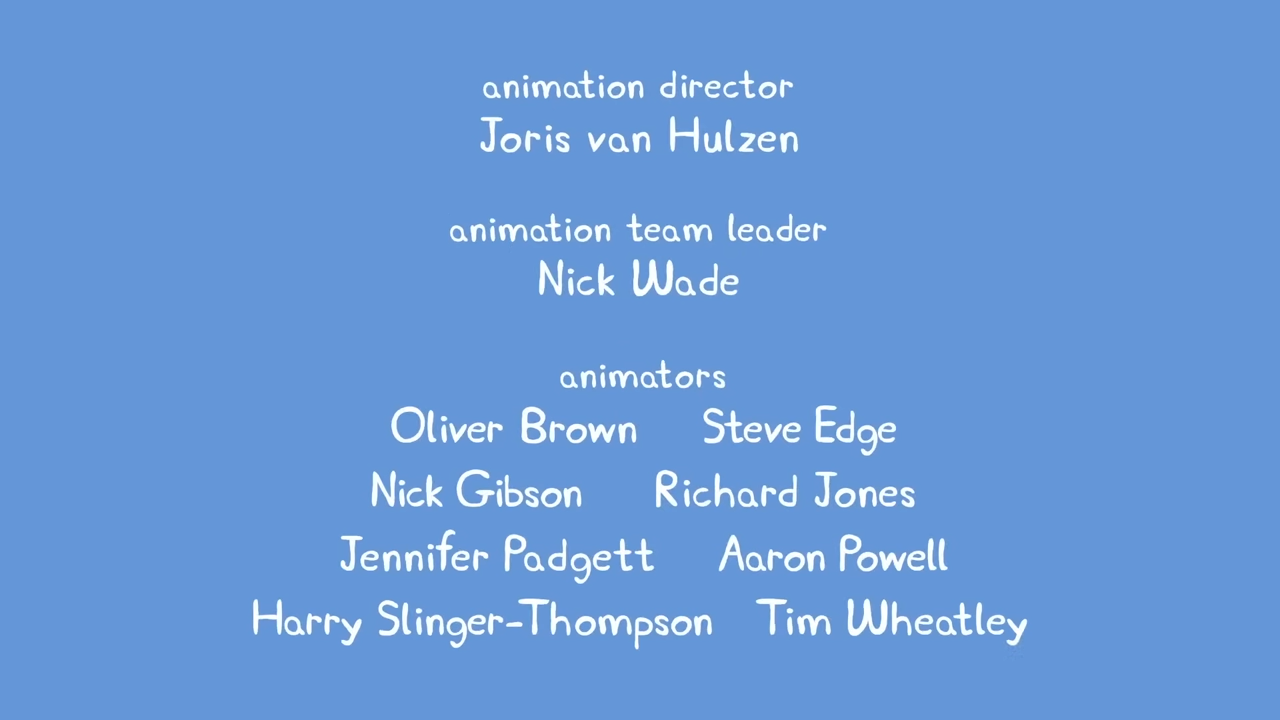 animation director
Joris van Hulzen
animation team leader
Nick Wade
animators
Oliver Brown Steve Edge
Nick Gibson Richard Jones
Jennifer Padgett Aaron Powell
Harry Slinger-Thompson Tim Wheatley